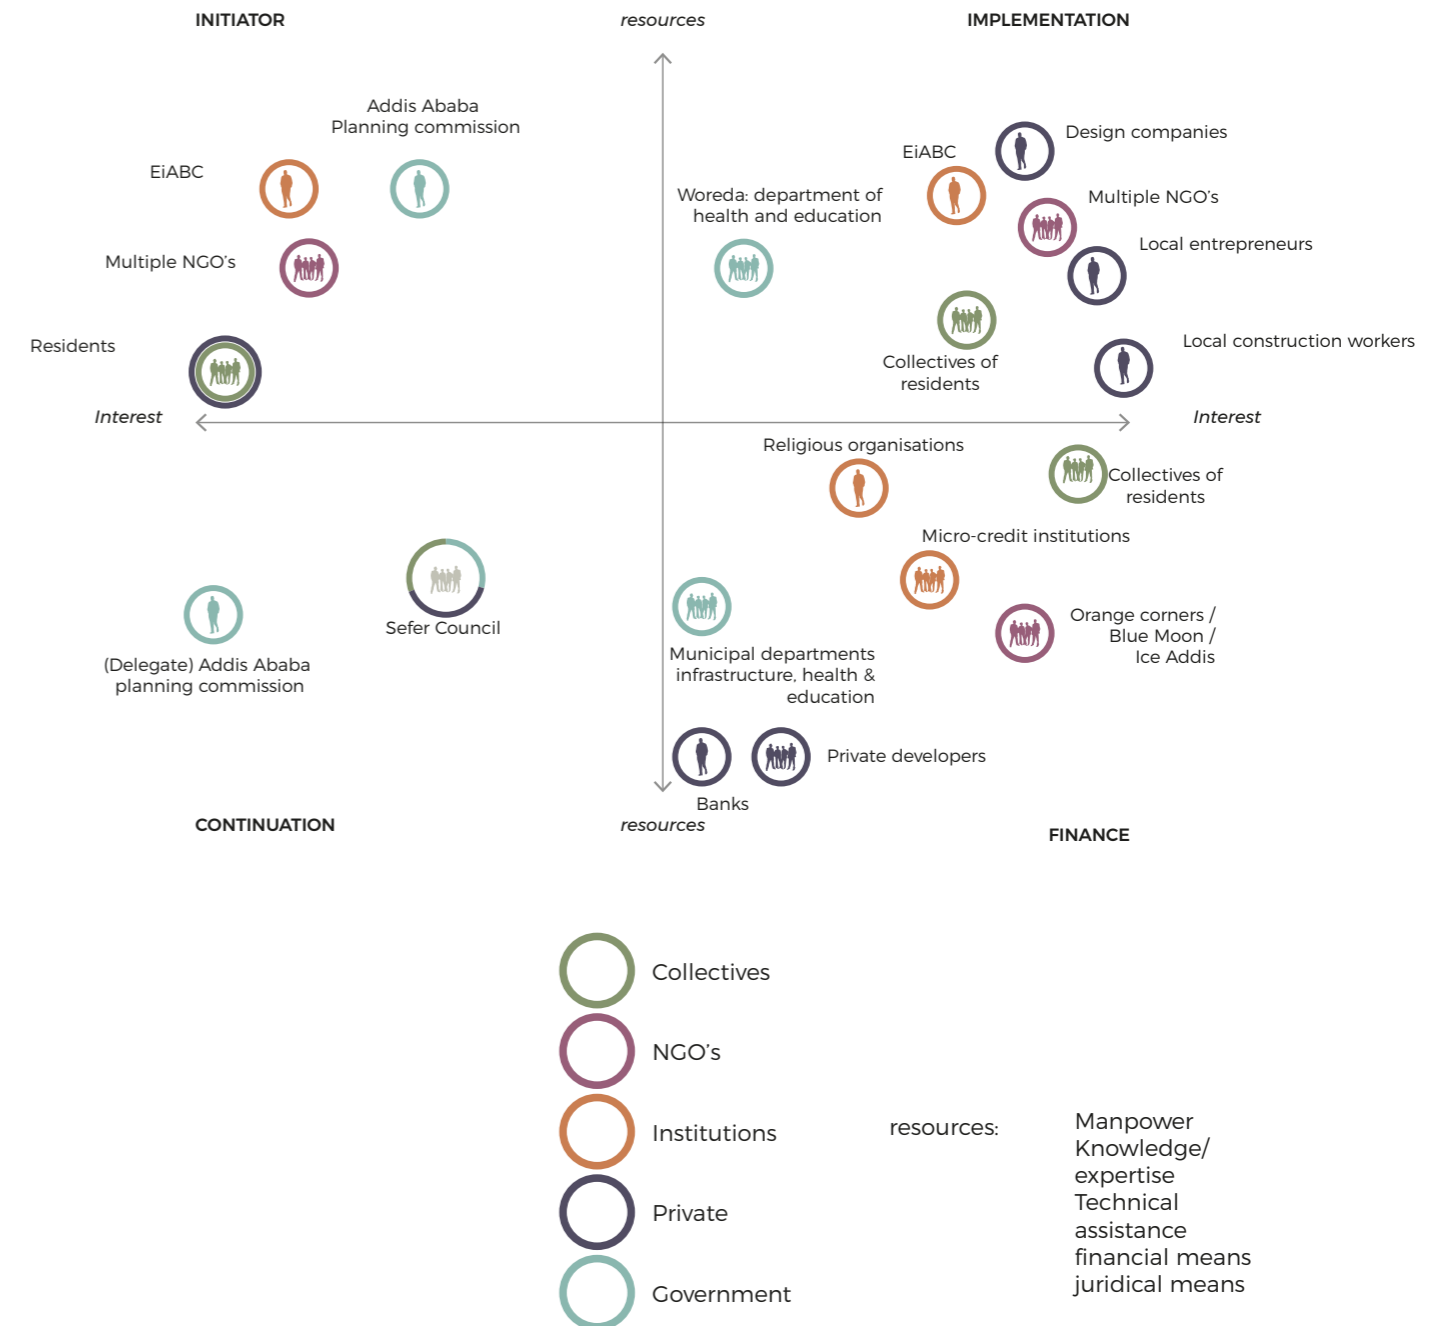 INITIATOR
resources
IMPLEMENTATION
Addis Ababa
Planning commission
EiABC
Multiple NGO's
Residents
Interest
Design companies
EiABC
Woreda: department of
health and education
Multiple NGO's
Local entrepreneurs
Collectives of
residents
Local construction workers
Interest
Religious organisations
Collectives of
residents
Micro-credit institutions
Orange corners /
Blue Moon /
Ice Addis
Sefer Council
(Delegate) Addis Ababa
planning commission
Municipal departments
infrastructure, health &
education
Private developers
Banks
CONTINUATION
resources
FINANCE
Collectives
NGO's
Institutions
Private
Government
resources:
Manpower
Knowledge/
expertise
Technical
assistance
financial means
juridical means